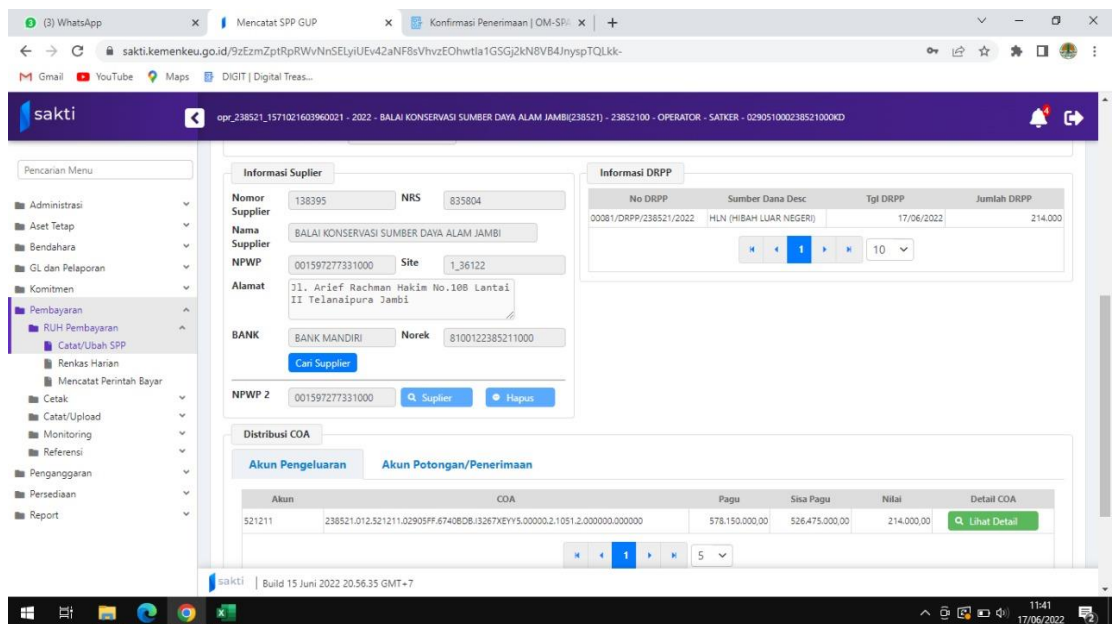 (3) WhatsApp
Mencatat SPP GUP
Konfirmasi Penerimaan | OM-SPA
sakti.kemenkeu.go.id/9zEzmZptRpRWvNnSELyiUEv42aNF8sVhvzEOhwtla1GSGj2kN8VB4JnyspTQLkk-
Gmail YouTube Maps DIGIT | Digital Treas...
sakti
opr_238521_1571021603960021 - 2022 - BALAI KONSERVASI SUMBER DAYA ALAM JAMBI(238521) - 23852100 - OPERATOR - SATKER - 029051000238521000KD
Pencarian Menu
Administrasi
Aset Tetap
Bendahara
GL dan Pelaporan
Komitmen
Pembayaran
RUH Pembayaran
Catat/Ubah SPP
Renkas Harian
Mencatat Perintah Bayar
Cetak
Catat/Upload
Monitoring
Referensi
Penganggaran
Persediaan
Report
Informasi Suplier
Nomor Supplier 138395 NRS 835804
Nama Supplier BALAI KONSERVASI SUMBER DAYA ALAM JAMBI
NPWP 001597277331000 Site 1_36122
Alamat Jl. Arief Rachman Hakim No.10B Lantai
II Telanaipura Jambi
BANK BANK MANDIRI Norek 8100122385211000
Cari Supplier
NPWP 2 001597277331000 Suplier Hapus
Informasi DRPP
No DRPP Sumber Dana Desc Tgl DRPP Jumlah DRPP
00081/DRPP/238521/2022 HLN (HIBAH LUAR NEGERI) 17/06/2022 214.000
1 10
Distribusi COA
Akun Pengeluaran Akun Potongan/Penerimaan
Akun COA Pagu Sisa Pagu Nilai Detail COA
521211 238521.012.521211.02905FF.6740BDB.I3267XEYY5.00000.2.1051.2.000000.000000 578.150.000,00 526.475.000,00 214.000,00 Lihat Detail
1 5
sakti | Build 15 Juni 2022 20.56.35 GMT+7
11:41
17/06/2022
2